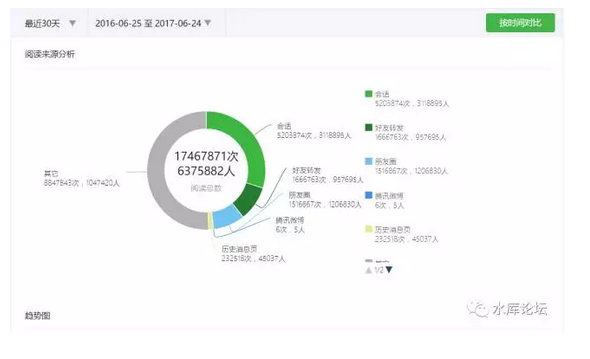 最近30天
2016-06-25 至 2017-06-24
按时间对比
阅读来源分析
17467871次
6375882人
阅读总数
会话
5203874次，3118895人
好友转发
1666763次，957695人
朋友圈
1516867次，1206830人
腾讯微博
6次，5人
历史消息页
232518次，45037人
其它
8847843次，1047420人
会话
5203874次，3118895人
好友转发
1666763次，957695人
朋友圈
1516867次，1206830人
腾讯微博
6次，5人
历史消息页
232518次，45037人
1/2
水库论坛
趋势图